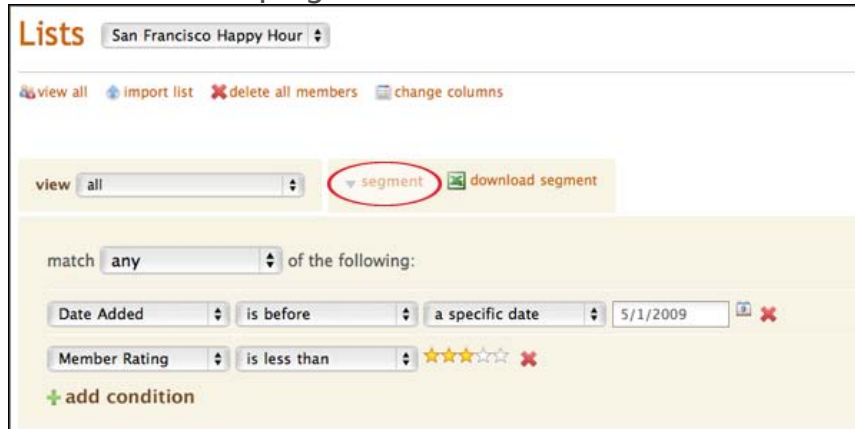 Lists San Francisco Happy Hour
view all import list delete all members change columns
view all segment download segment
match any of the following:
Date Added is before a specific date 5/1/2009
Member Rating is less than
add condition